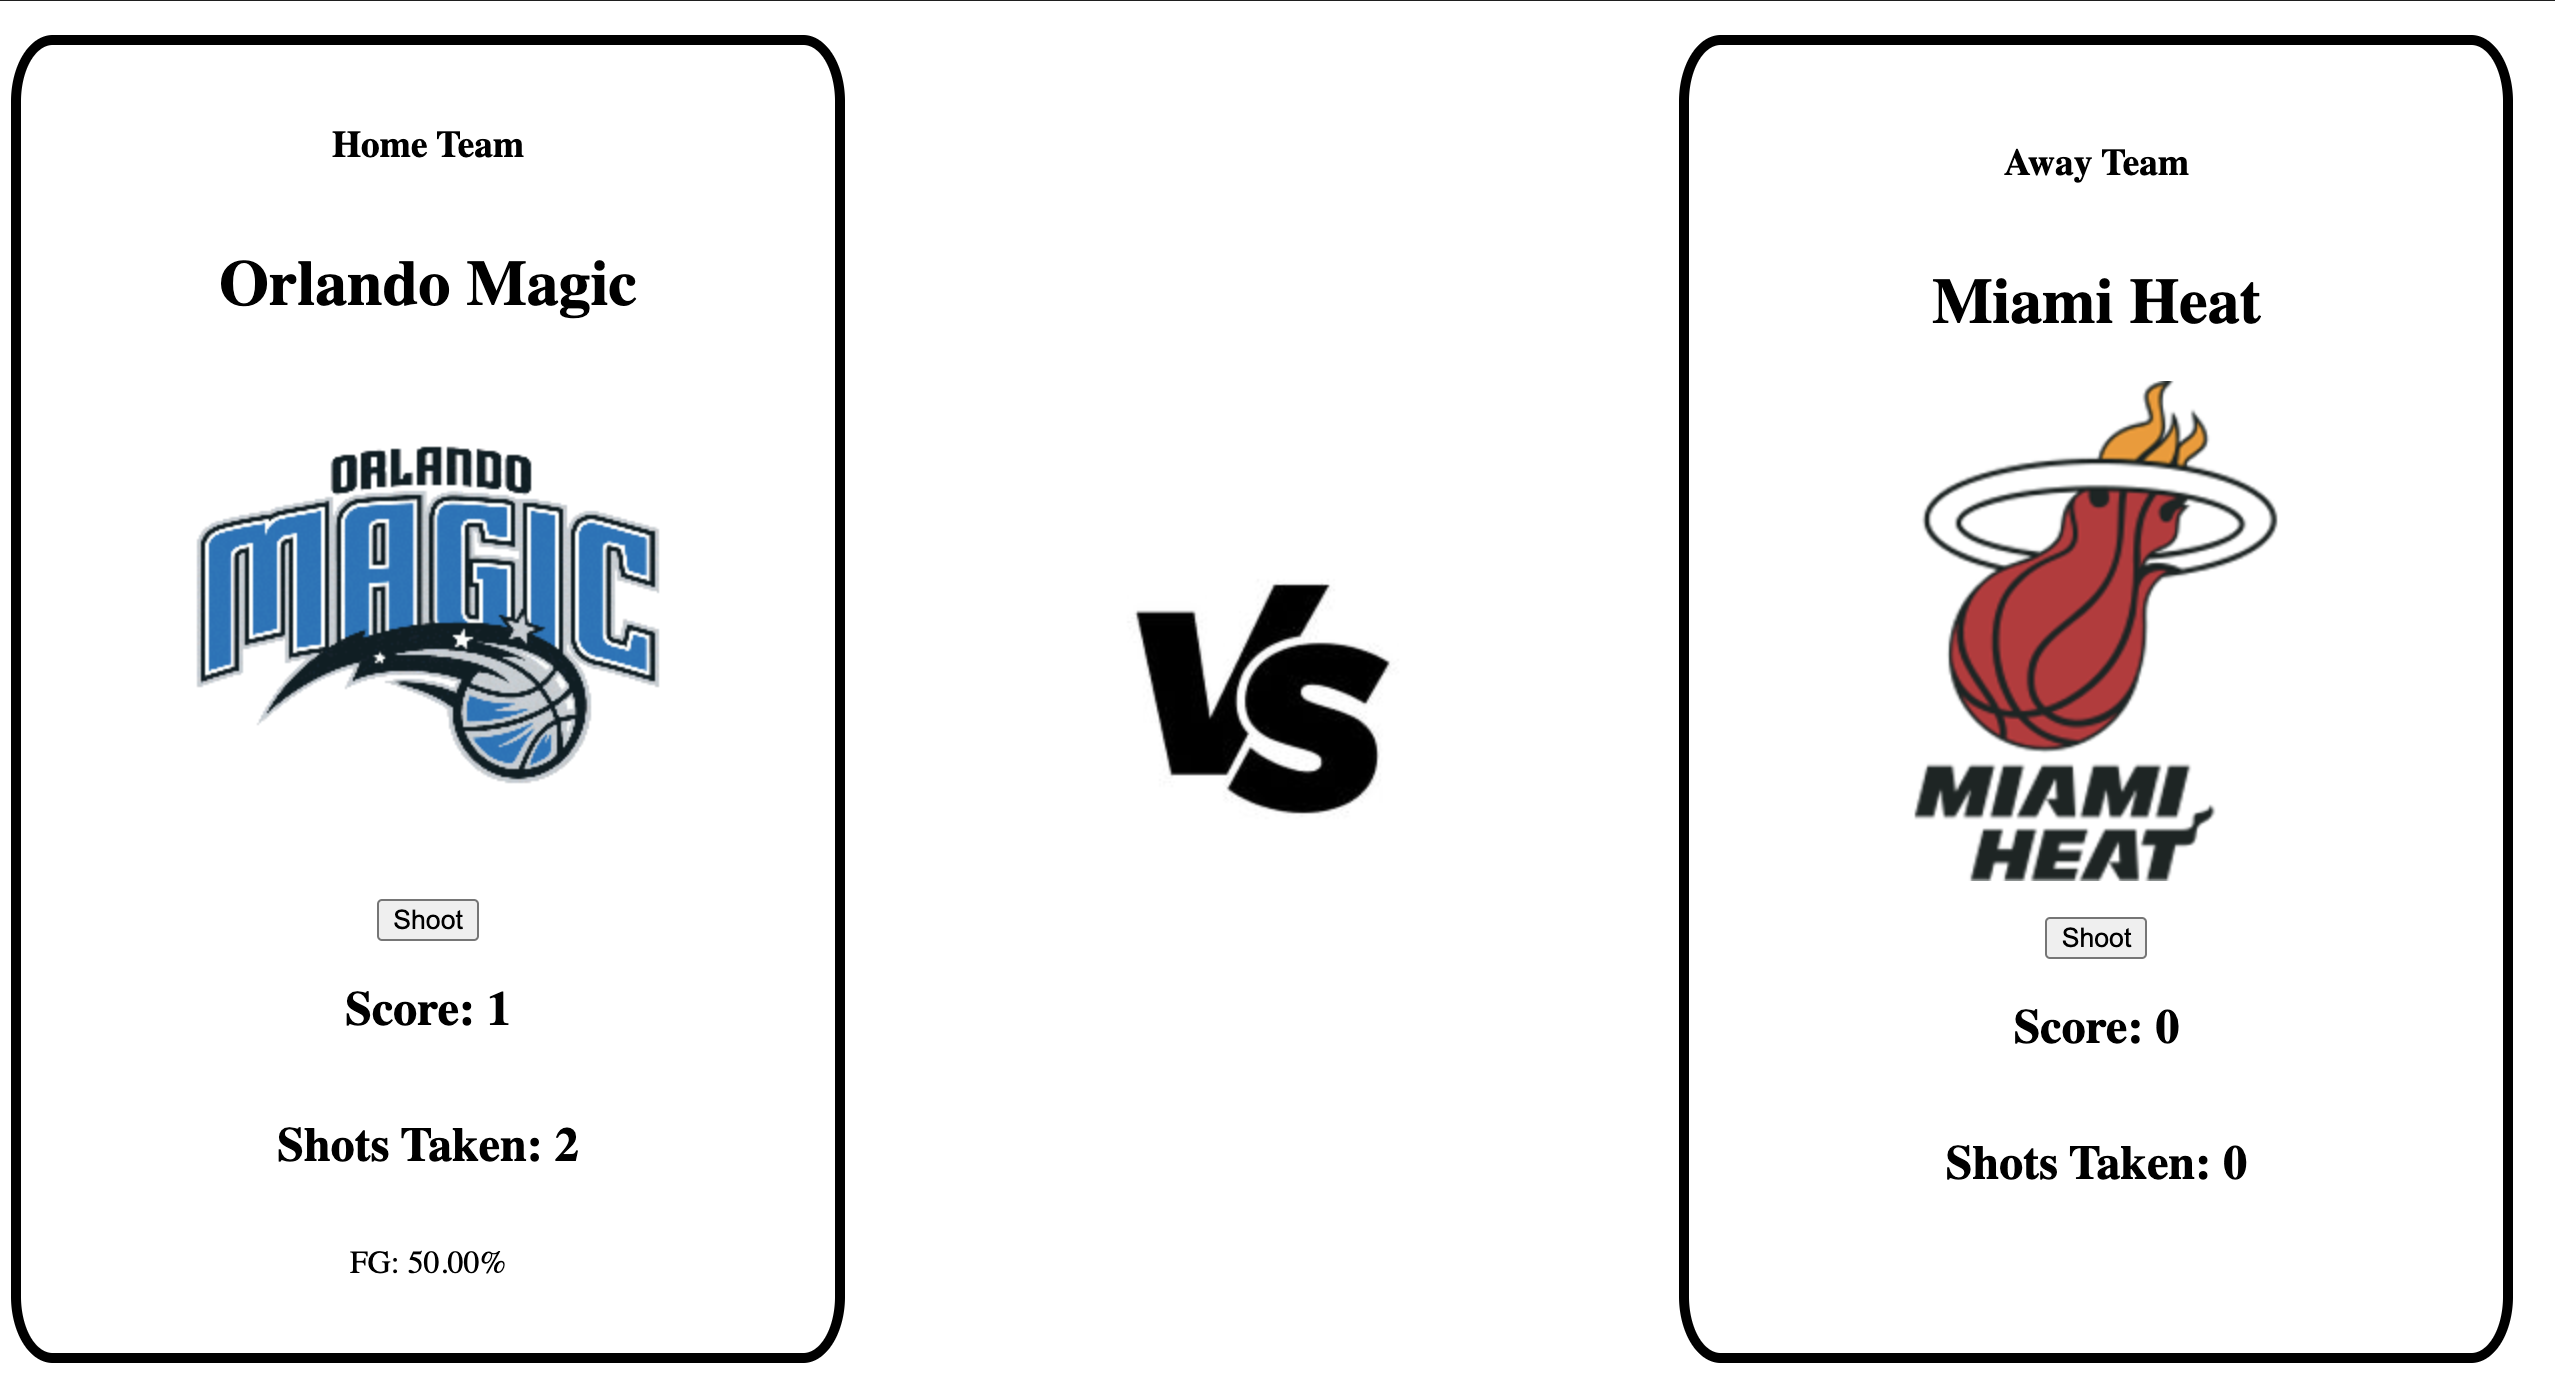 Home Team
Orlando Magic
ORLANDO
MAGIC
Shoot
Score: 1
Shots Taken: 2
FG: 50.00%
VS
Away Team
Miami Heat
MIAMI
HEAT
Shoot
Score: 0
Shots Taken: 0